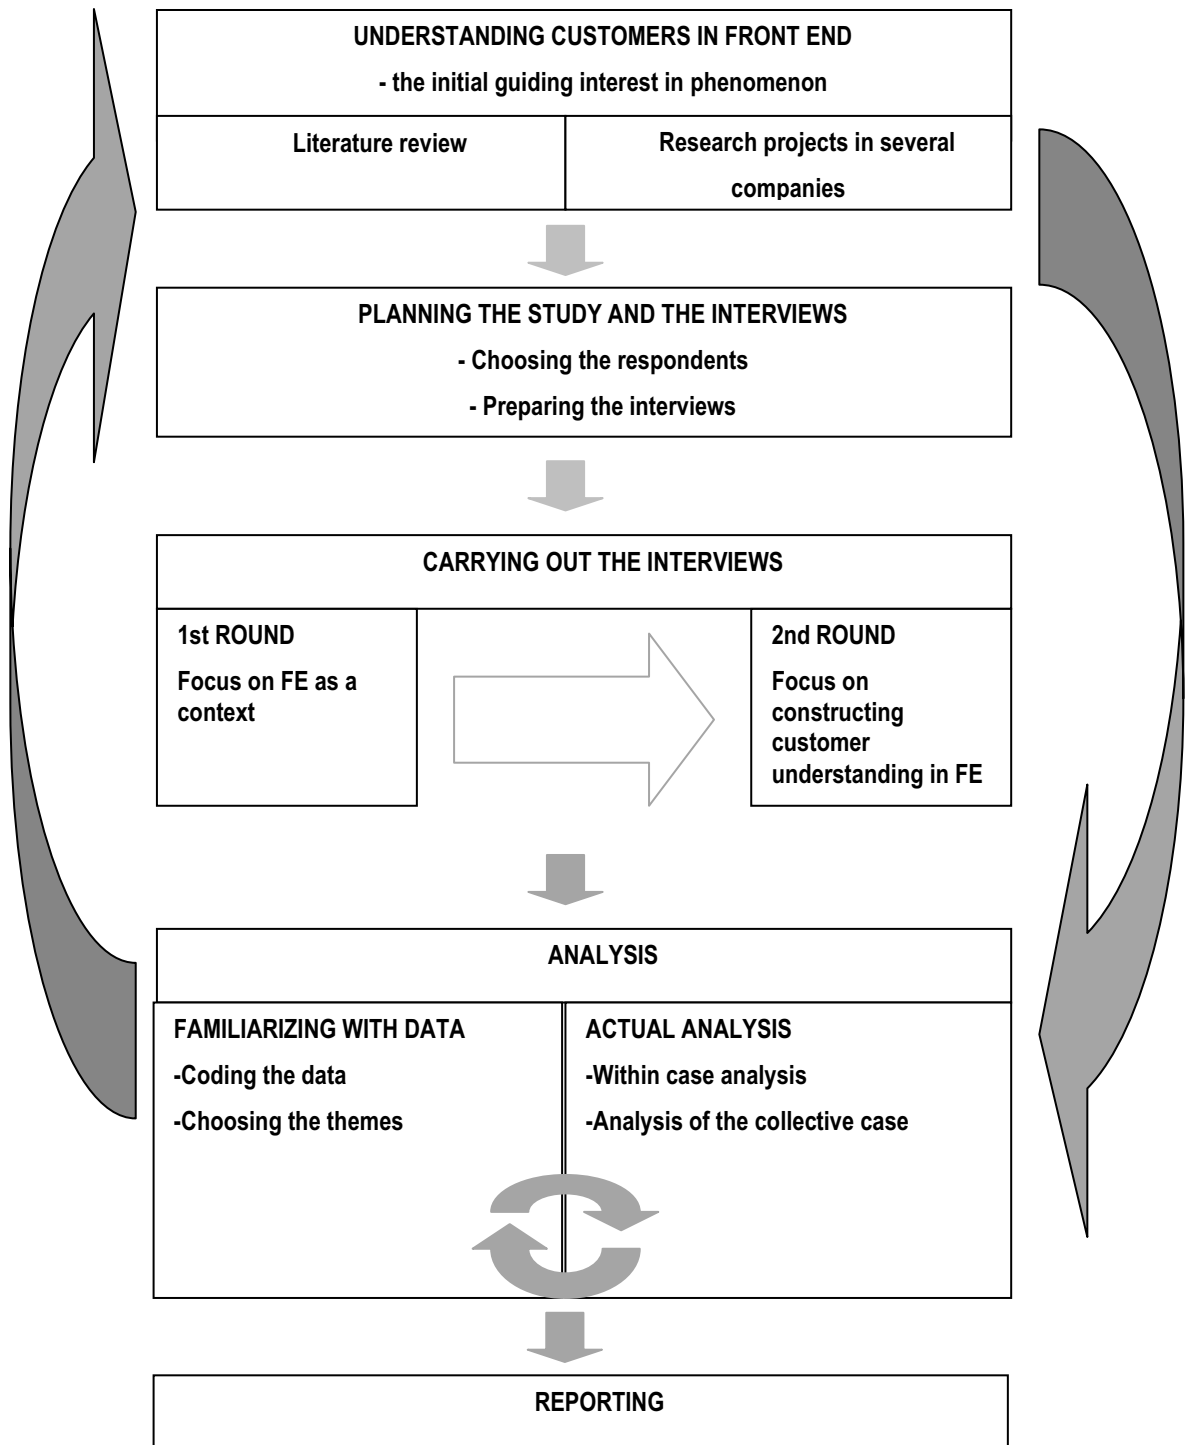 UNDERSTANDING CUSTOMERS IN FRONT END
- the initial guiding interest in phenomenon
Literature review
Research projects in several
companies
PLANNING THE STUDY AND THE INTERVIEWS
- Choosing the respondents
- Preparing the interviews
CARRYING OUT THE INTERVIEWS
1st ROUND
Focus on FE as a
context
2nd ROUND
Focus on
constructing
customer
understanding in FE
ANALYSIS
FAMILIARIZING WITH DATA
-Coding the data
-Choosing the themes
ACTUAL ANALYSIS
-Within case analysis
-Analysis of the collective case
REPORTING